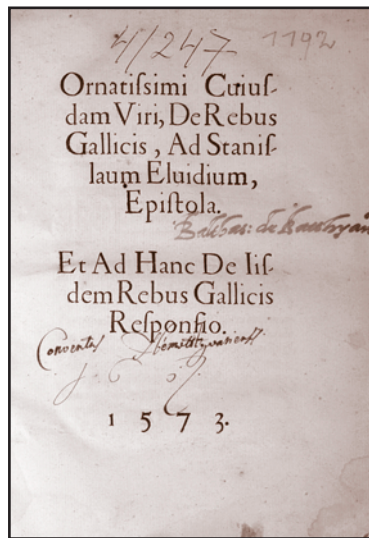 4/247 1192
Ornatiſsimi Cuiuſ-
dam Viri, De Rebus
Gallicis, Ad Staniſ-
laum Eluidium,
Epiſtola.
Et Ad Hanc De Iiſ-
dem Rebus Gallicis
Reſponſio.
Conventus
1 5 7 3.